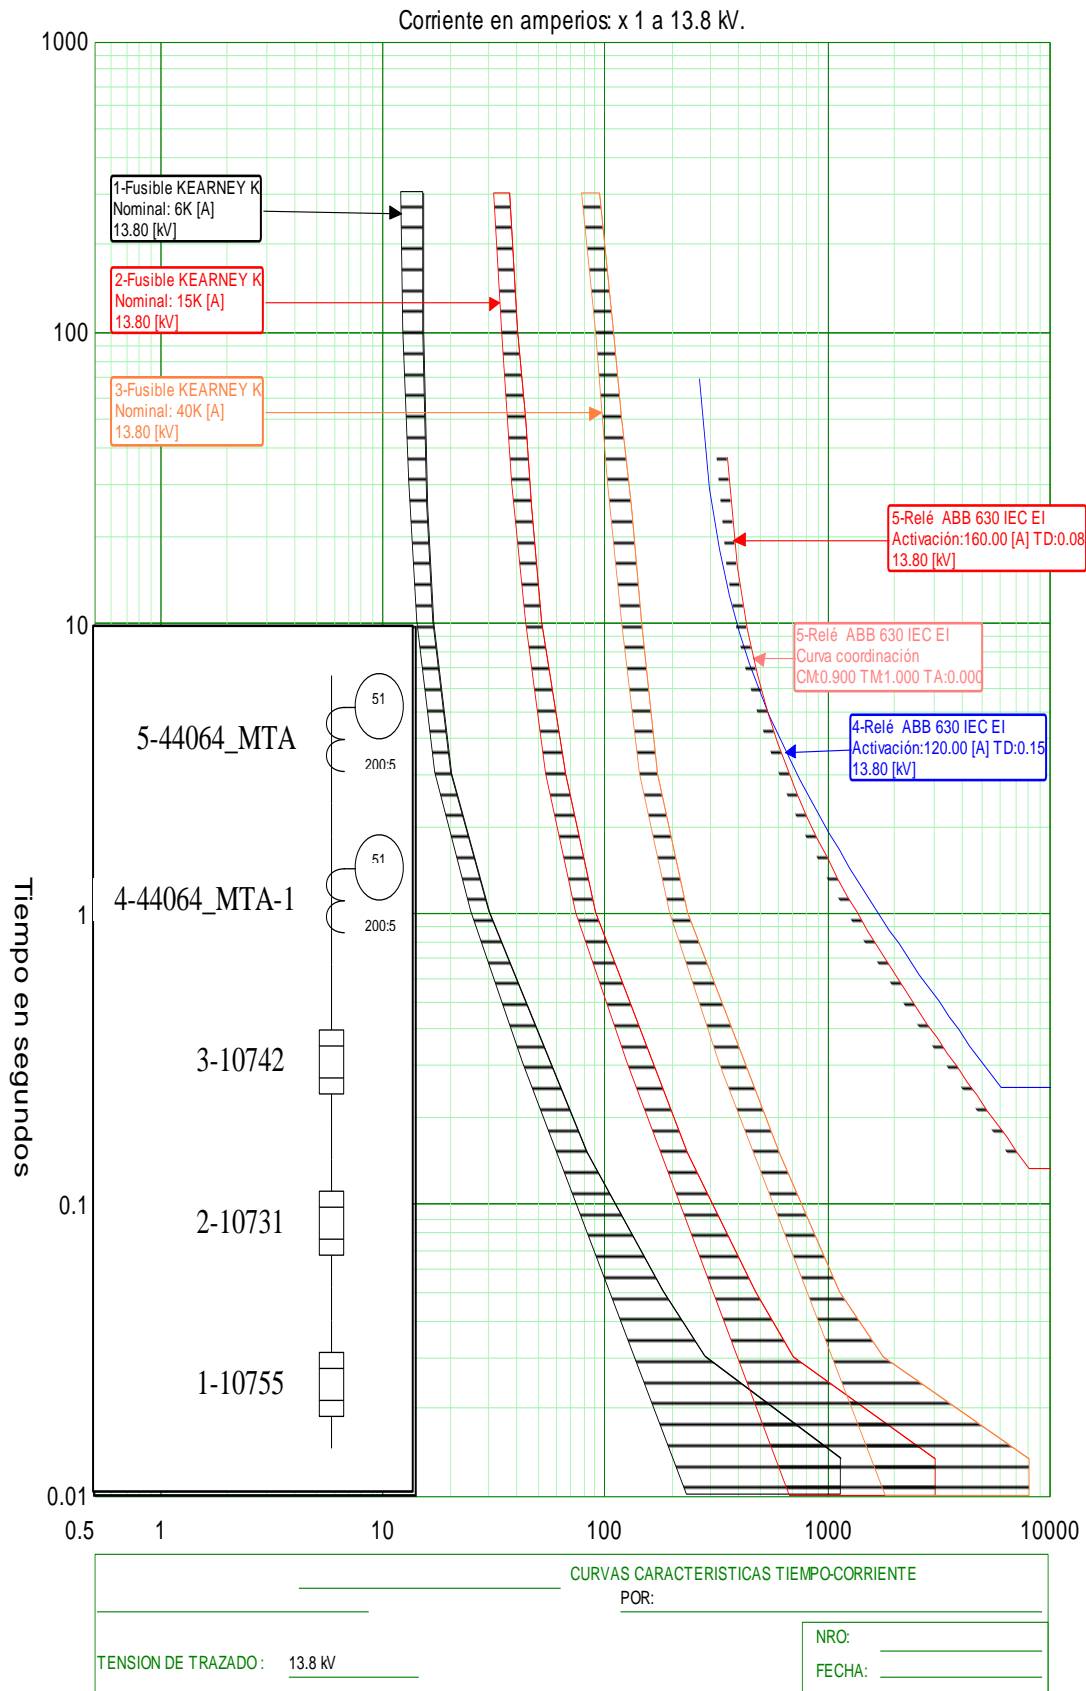 Corriente en amperios: x 1 a 13.8 kV.
1000
100
10
1
0.1
0.01
0.5
1
10
100
1000
10000
Tiempo en segundos
1-Fusible KEARNEY K
Nominal: 6K [A]
13.80 [kV]
2-Fusible KEARNEY K
Nominal: 15K [A]
13.80 [kV]
3-Fusible KEARNEY K
Nominal: 40K [A]
13.80 [kV]
5-Relé ABB 630 IEC EI
Activación:160.00 [A] TD:0.08
13.80 [kV]
5-Relé ABB 630 IEC EI
Curva coordinación
CM:0.900 TM:1.000 TA:0.000
4-Relé ABB 630 IEC EI
Activación:120.00 [A] TD:0.15
13.80 [kV]
51
5-44064_MTA
200:5
51
4-44064_MTA-1
200:5
3-10742
2-10731
1-10755
CURVAS CARACTERISTICAS TIEMPO-CORRIENTE
POR:
NRO:
TENSION DE TRAZADO : 13.8 kV
FECHA: